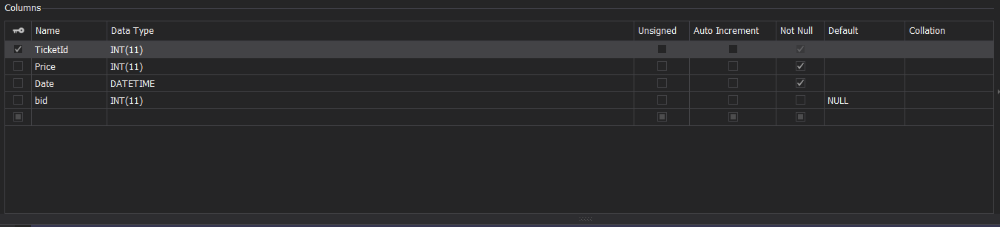 Columns
Name Data Type Unsigned Auto Increment Not Null Default Collation
TicketId INT(11)
Price INT(11)
Date DATETIME
bid INT(11) NULL